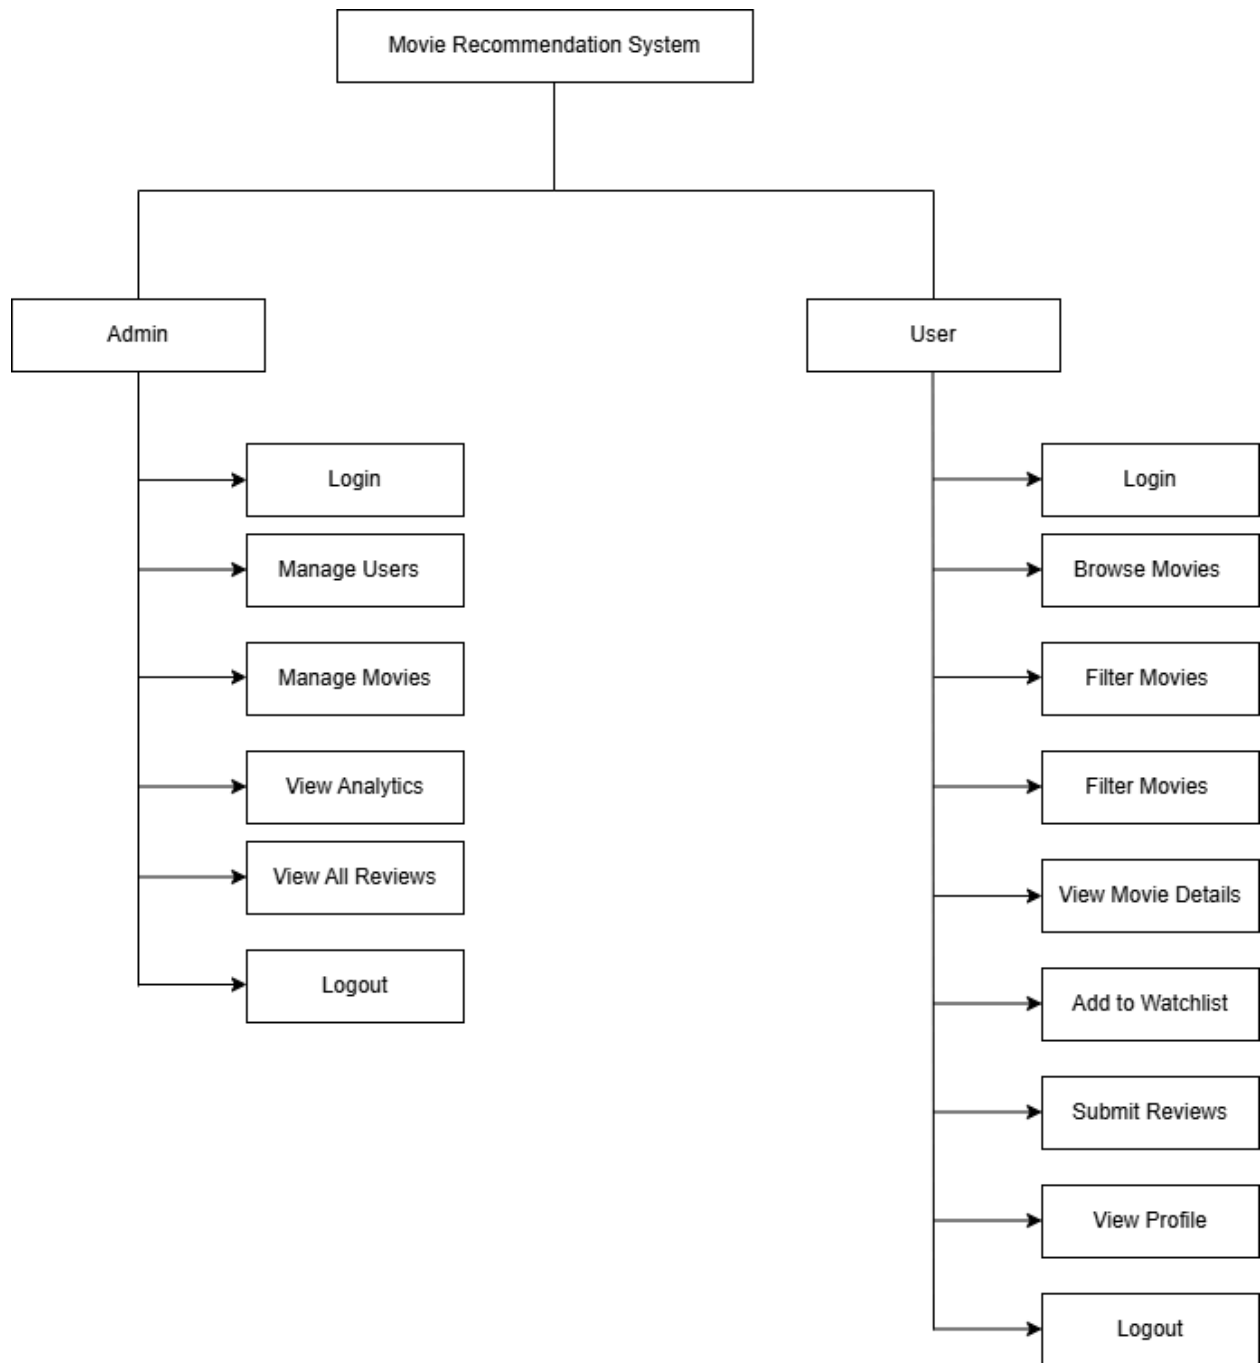 Movie Recommendation System
Admin
User
Login
Manage Users
Manage Movies
View Analytics
View All Reviews
Logout
Login
Browse Movies
Filter Movies
Filter Movies
View Movie Details
Add to Watchlist
Submit Reviews
View Profile
Logout